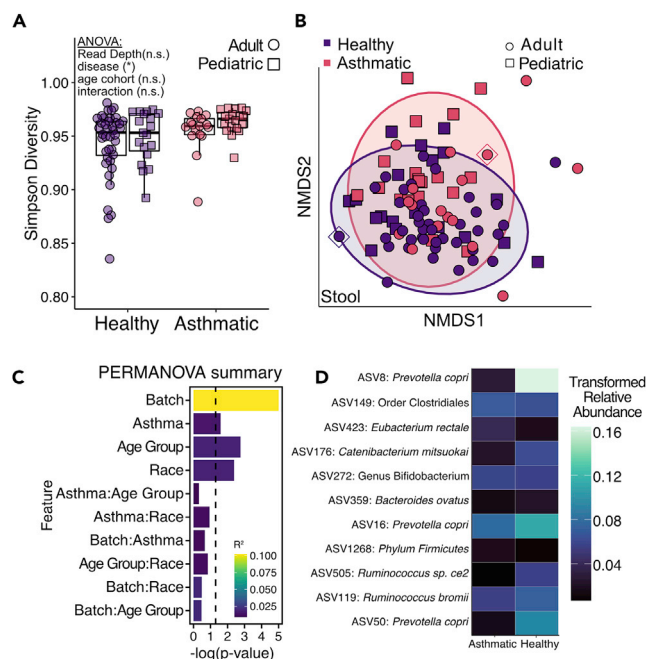 A
ANOVA:
Read Depth(n.s.)
disease (*)
age cohort (n.s.)
interaction (n.s.)
Adult
Pediatric
Simpson Diversity
1.00
0.95
0.90
0.85
0.80
Healthy
Asthmatic
B
Healthy
Asthmatic
Adult
Pediatric
NMDS2
Stool
NMDS1
C
PERMANOVA summary
Feature
Batch
Asthma
Age Group
Race
Asthma:Age Group
Asthma:Race
Batch:Asthma
Age Group:Race
Batch:Race
Batch:Age Group
R²
0.100
0.075
0.050
0.025
0 1 2 3 4 5
-log(p-value)
D
ASV8: Prevotella copri
ASV149: Order Clostridiales
ASV423: Eubacterium rectale
ASV176: Catenibacterium mitsuokai
ASV272: Genus Bifidobacterium
ASV359: Bacteroides ovatus
ASV16: Prevotella copri
ASV1268: Phylum Firmicutes
ASV505: Ruminococcus sp. ce2
ASV119: Ruminococcus bromii
ASV50: Prevotella copri
Asthmatic Healthy
Transformed
Relative
Abundance
0.16
0.12
0.08
0.04